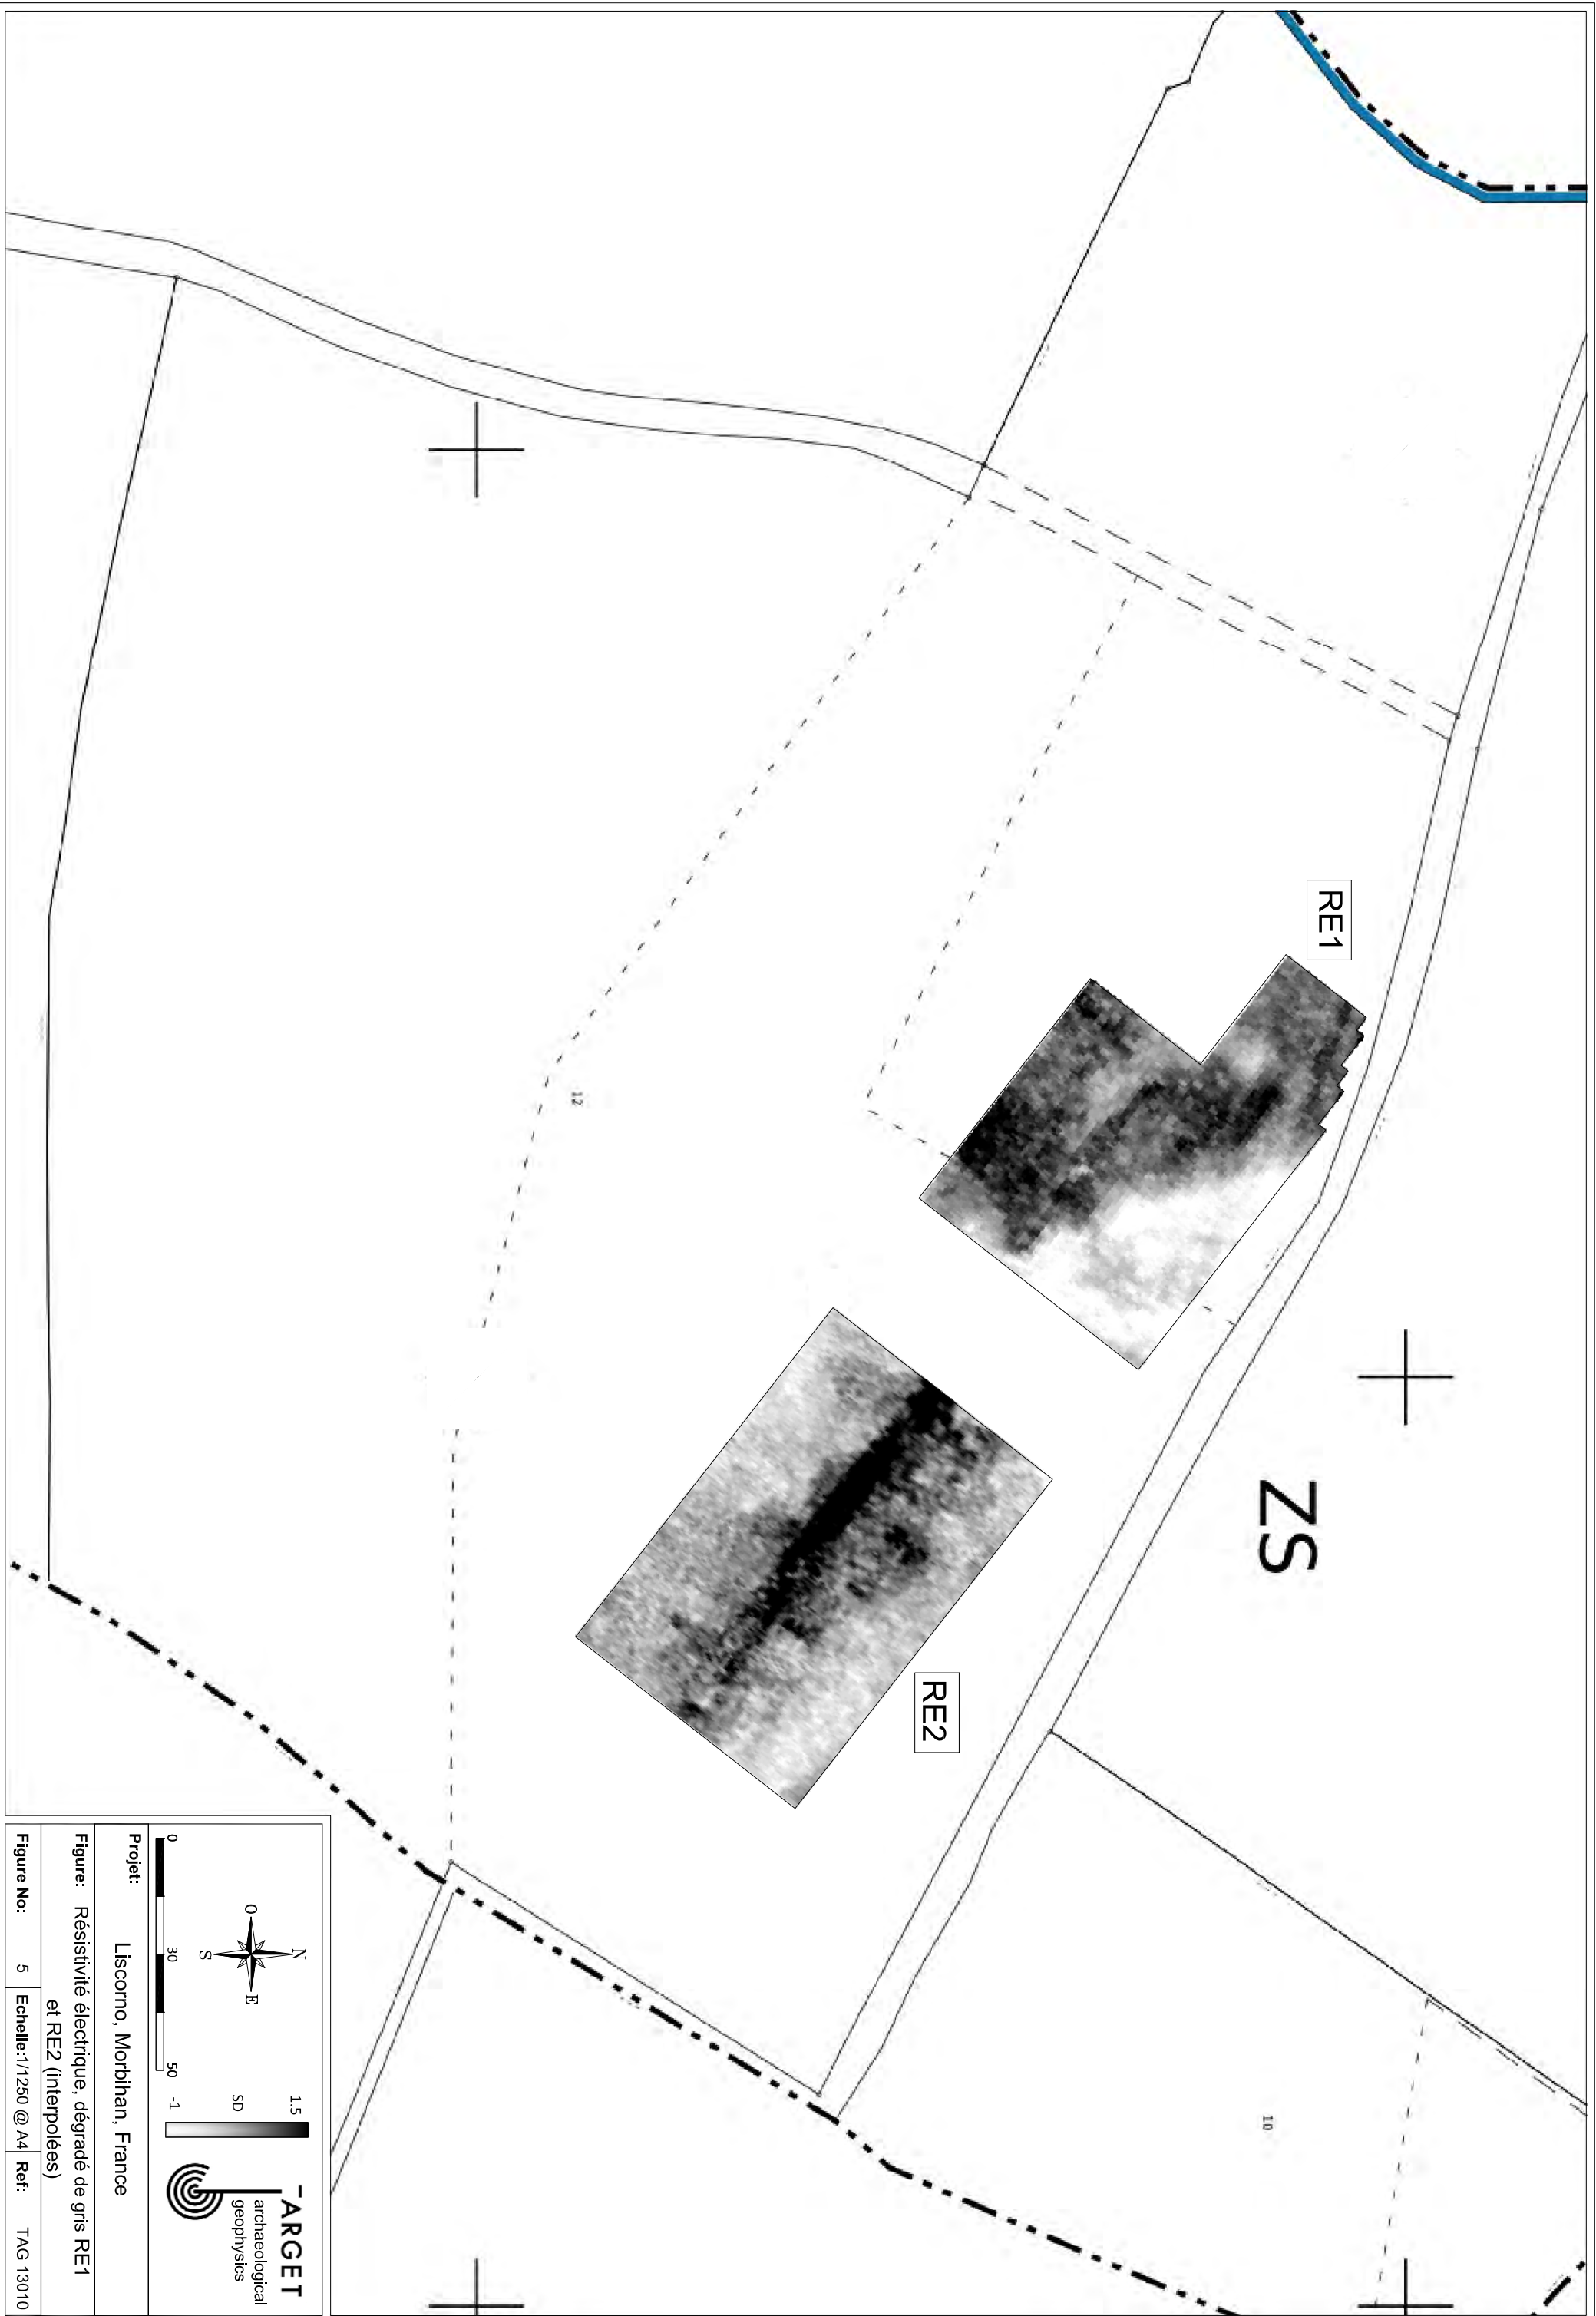 RE1
ZS
RE2
12
10
N
O
E
S
0
30
50
1.5
SD
-1
TARGET
archaeological
geophysics
Projet: Liscorno, Morbihan, France
Figure: Résistivité électrique, dégradé de gris RE1
et RE2 (interpolées)
Figure No: 5 Echelle:1/1250 @ A4 Ref: TAG 13010